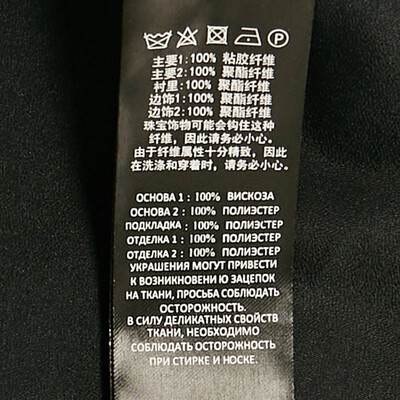 主要1:100% 粘胶纤维
主要2:100% 聚酯纤维
衬里:100% 聚酯纤维
边饰1:100% 聚酯纤维
边饰2:100% 聚酯纤维
珠宝饰物可能会钩住这种
纤维，因此请务必小心。
由于纤维属性十分精致，因此
在洗涤和穿着时，请务必小心。
ОСНОВА 1 : 100% ВИСКОЗА
ОСНОВА 2 : 100% ПОЛИЭСТЕР
ПОДКЛАДКА : 100% ПОЛИЭСТЕР
ОТДЕЛКА 1 : 100% ПОЛИЭСТЕР
ОТДЕЛКА 2 : 100% ПОЛИЭСТЕР
УКРАШЕНИЯ МОГУТ ПРИВЕСТИ
К ВОЗНИКНОВЕНИЮ ЗАЦЕПОК
НА ТКАНИ, ПРОСЬБА СОБЛЮДАТЬ
ОСТОРОЖНОСТЬ.
В СИЛУ ДЕЛИКАТНЫХ СВОЙСТВ
ТКАНИ, НЕОБХОДИМО
СОБЛЮДАТЬ ОСТОРОЖНОСТЬ
ПРИ СТИРКЕ И НОСКЕ.